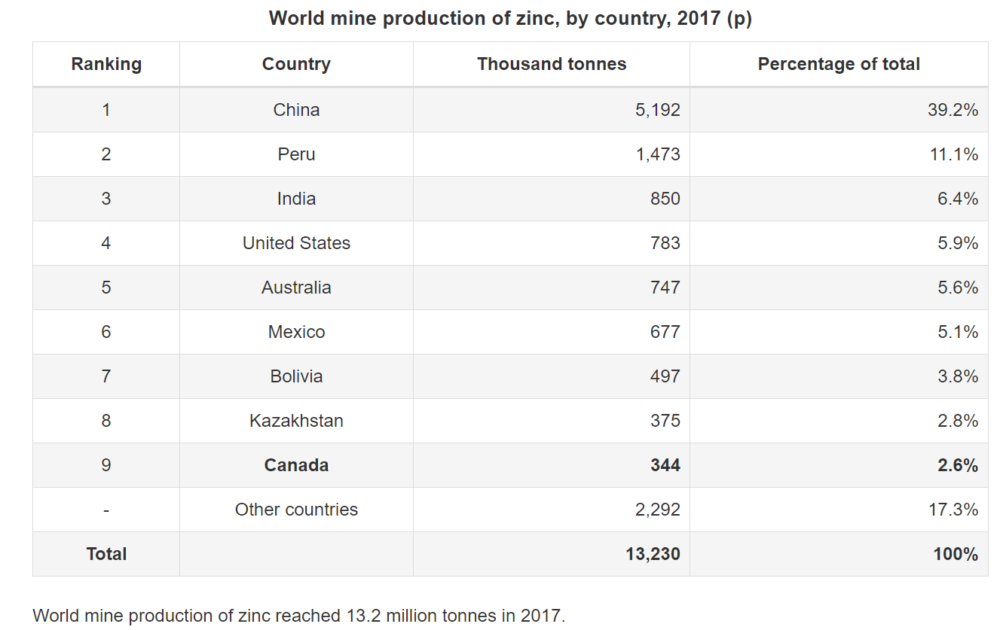 World mine production of zinc, by country, 2017 (p)
Ranking Country Thousand tonnes Percentage of total
1 China 5,192 39.2%
2 Peru 1,473 11.1%
3 India 850 6.4%
4 United States 783 5.9%
5 Australia 747 5.6%
6 Mexico 677 5.1%
7 Bolivia 497 3.8%
8 Kazakhstan 375 2.8%
9 Canada 344 2.6%
- Other countries 2,292 17.3%
Total 13,230 100%
World mine production of zinc reached 13.2 million tonnes in 2017.